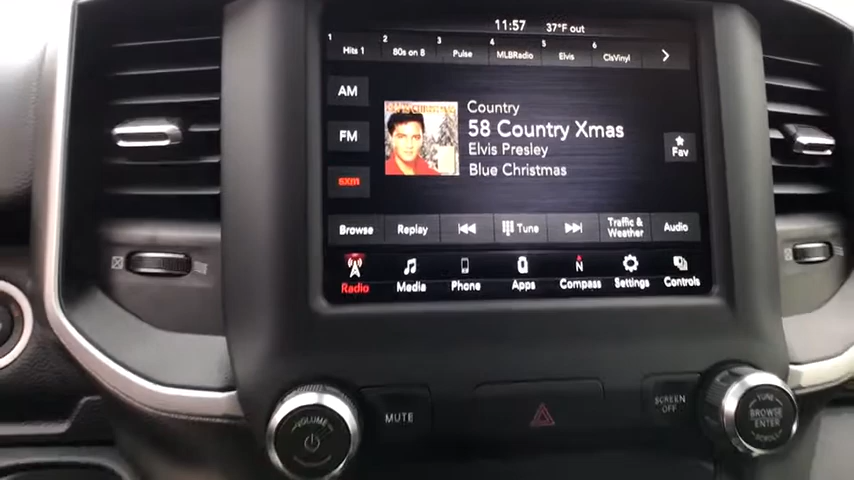 11:57 37°F out
1 Hits 1 2 80s on 8 3 Pulse 4 MLBRadio 5 Elvis 6 ClsVinyl
AM
FM
sxm
Country
58 Country Xmas
Elvis Presley
Blue Christmas
Fav
Browse Replay Tune Traffic & Weather Audio
N
Radio Media Phone Apps Compass Settings Controls
VOLUME
MUTE
SCREEN
OFF
TUNE
BROWSE
ENTER
SCROLL